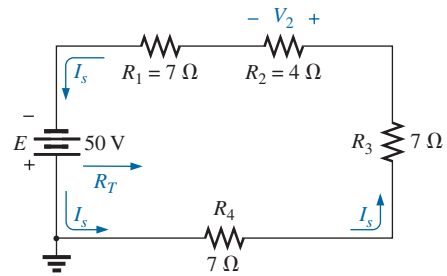 − V2 +
Is
R1 = 7 Ω
R2 = 4 Ω
−
E
50 V
+
R3
7 Ω
RT
Is
R4
Is
7 Ω